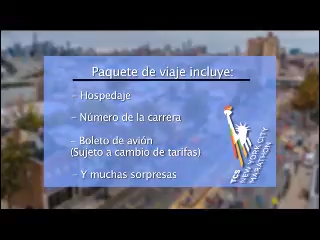 Paquete de viaje incluye:
- Hospedaje
- Número de la carrera
- Boleto de avión
(Sujeto a cambio de tarifas)
- Y muchas sorpresas
TCS
NEW YORK CITY
MARATHON